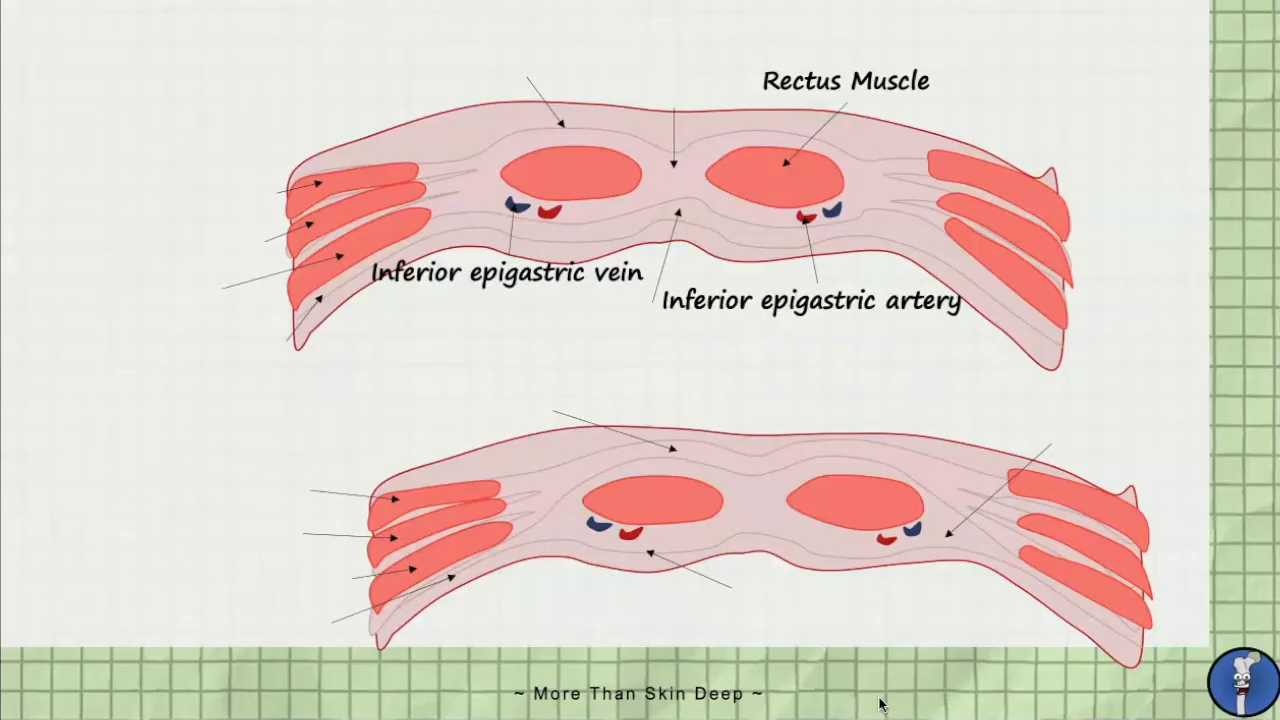 Rectus Muscle
Inferior epigastric vein
Inferior epigastric artery
~ More Than Skin Deep ~